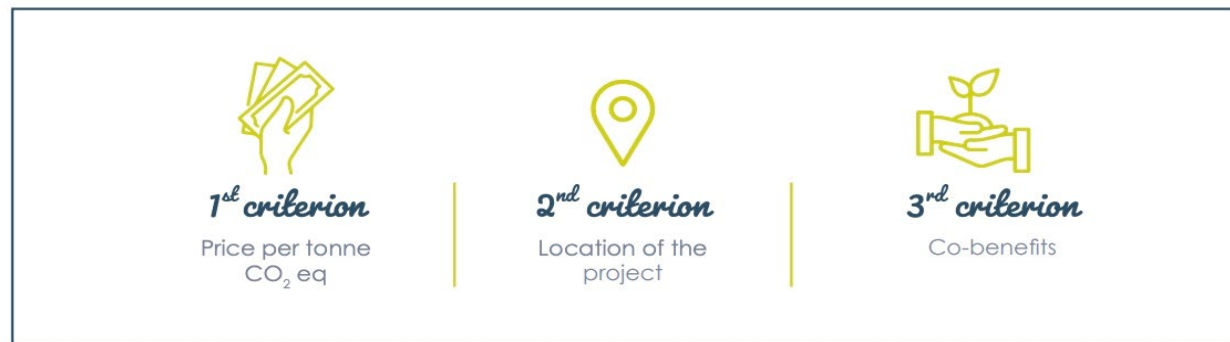 1st criterion
Price per tonne
CO₂ eq
2nd criterion
Location of the
project
3rd criterion
Co-benefits